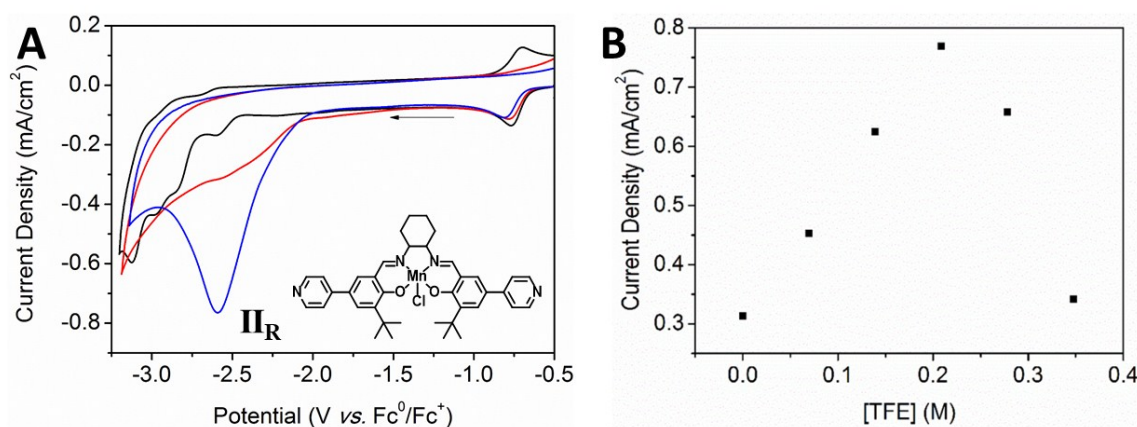 A
Current Density (mA/cm²)
0.2
0.0
-0.2
-0.4
-0.6
-0.8
-3.0 -2.5 -2.0 -1.5 -1.0 -0.5
Potential (V vs. Fc⁰/Fc⁺)
II_R
N N
Mn
N O Cl O N
B
Current Density (mA/cm²)
0.8
0.7
0.6
0.5
0.4
0.3
0.0 0.1 0.2 0.3 0.4
[TFE] (M)